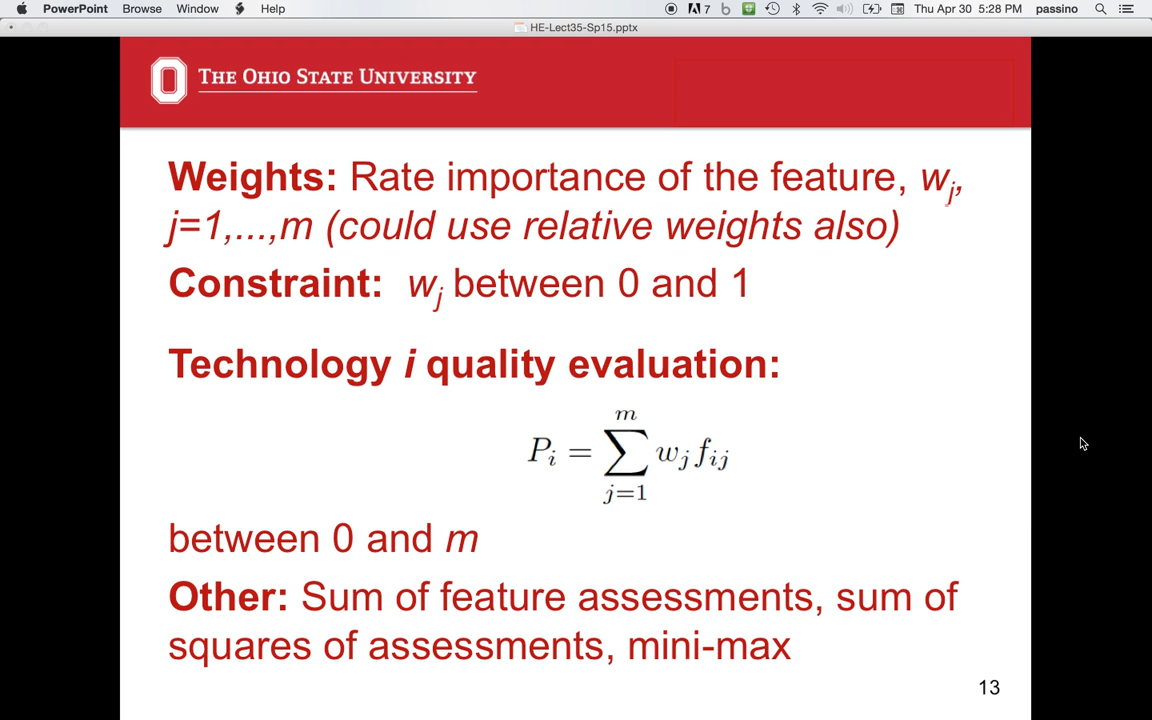 PowerPoint Browse Window Help 7 Thu Apr 30 5:28 PM passino
HE-Lect35-Sp15.pptx
THE OHIO STATE UNIVERSITY
Weights: Rate importance of the feature, wj,
j=1,...,m (could use relative weights also)
Constraint: wj between 0 and 1
Technology i quality evaluation:
m
Pi = ∑ wj fij
j=1
between 0 and m
Other: Sum of feature assessments, sum of
squares of assessments, mini-max
13